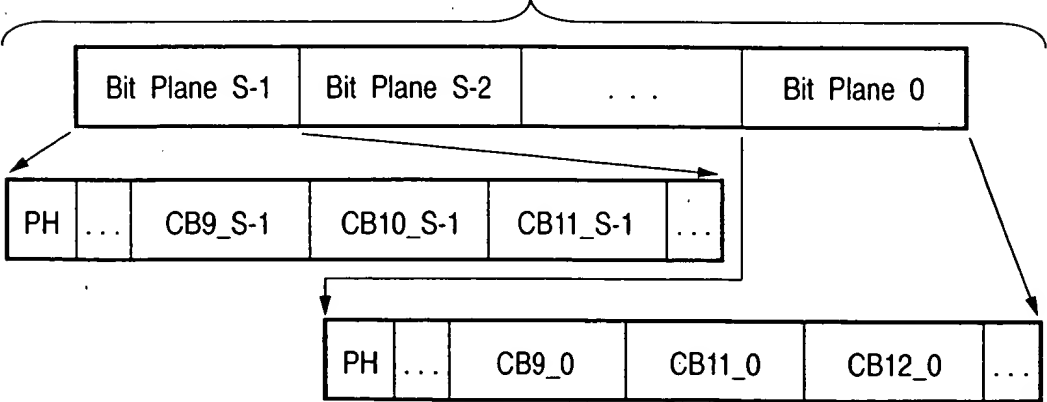 Bit Plane S-1 Bit Plane S-2 ... Bit Plane 0
PH ... CB9_S-1 CB10_S-1 CB11_S-1 ...
PH ... CB9_0 CB11_0 CB12_0 ...